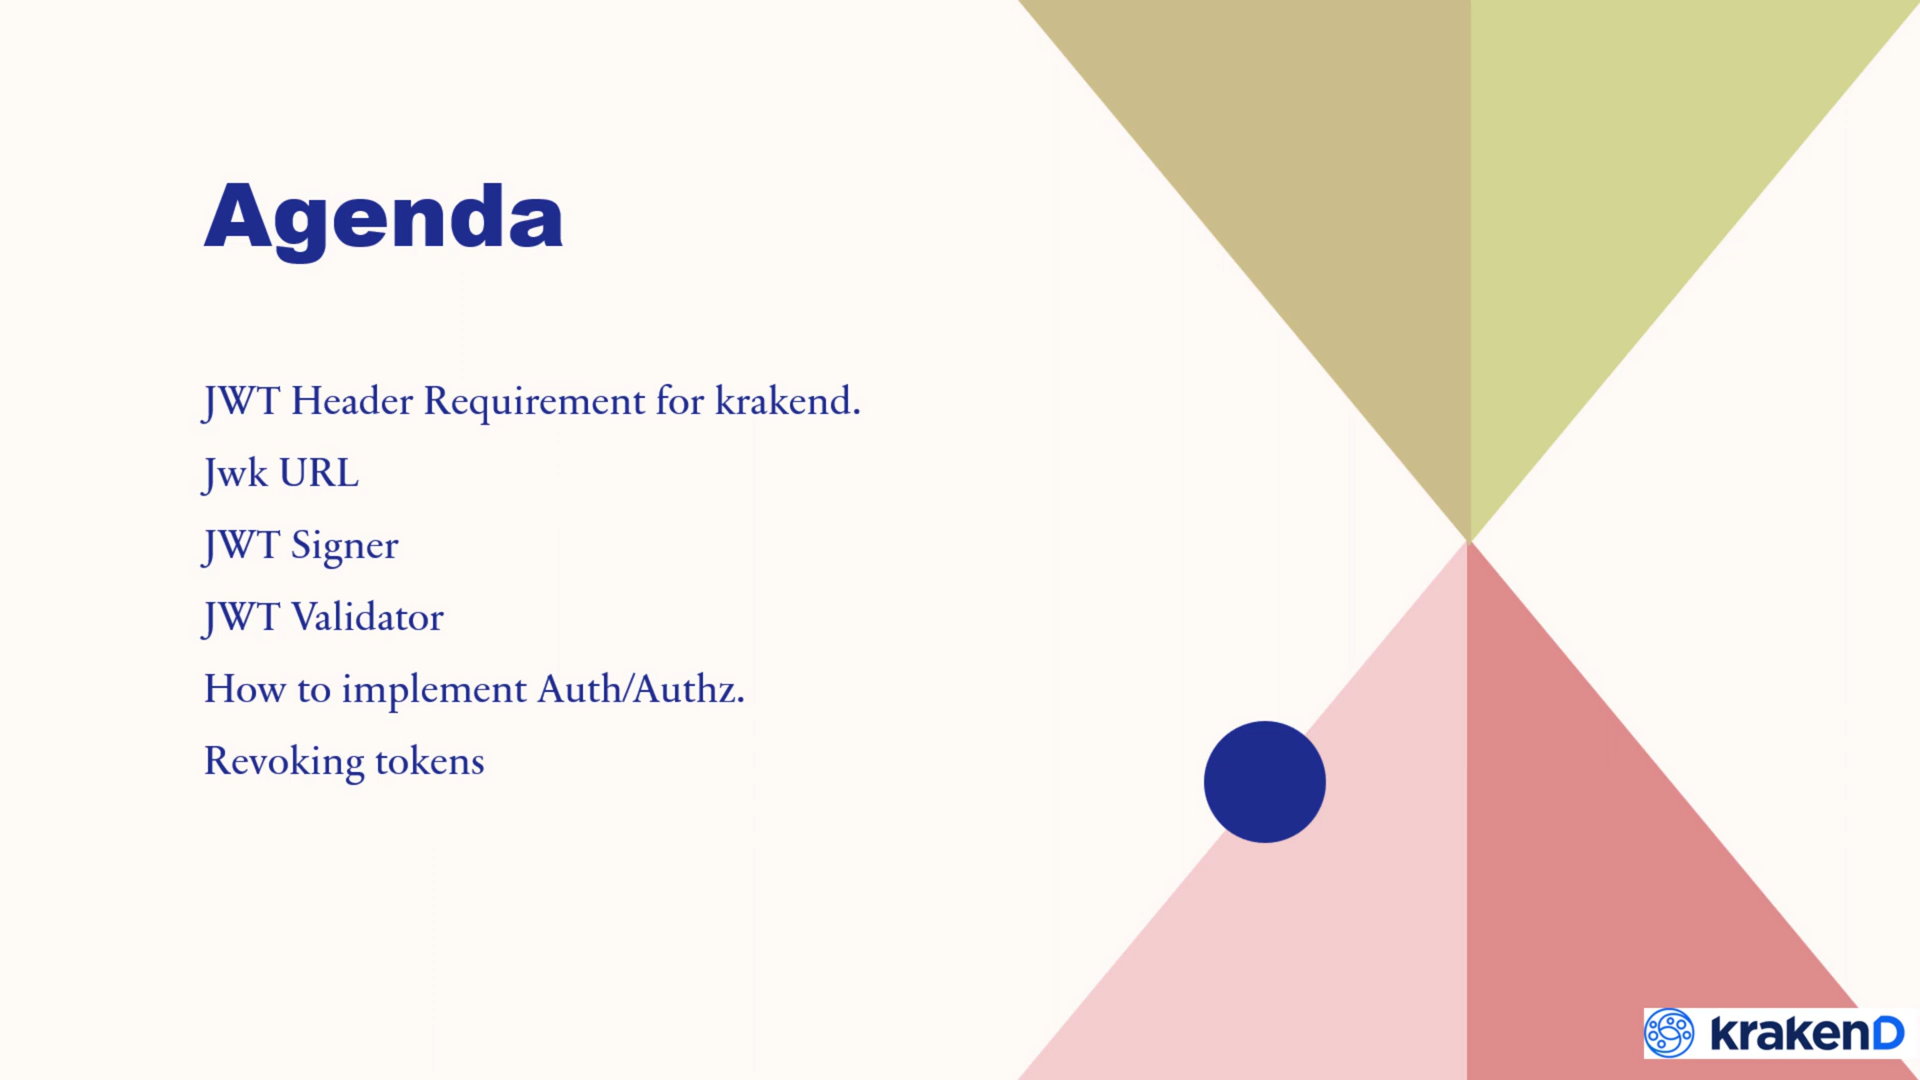 Agenda
JWT Header Requirement for krakend.
Jwk URL
JWT Signer
JWT Validator
How to implement Auth/Authz.
Revoking tokens
krakenD